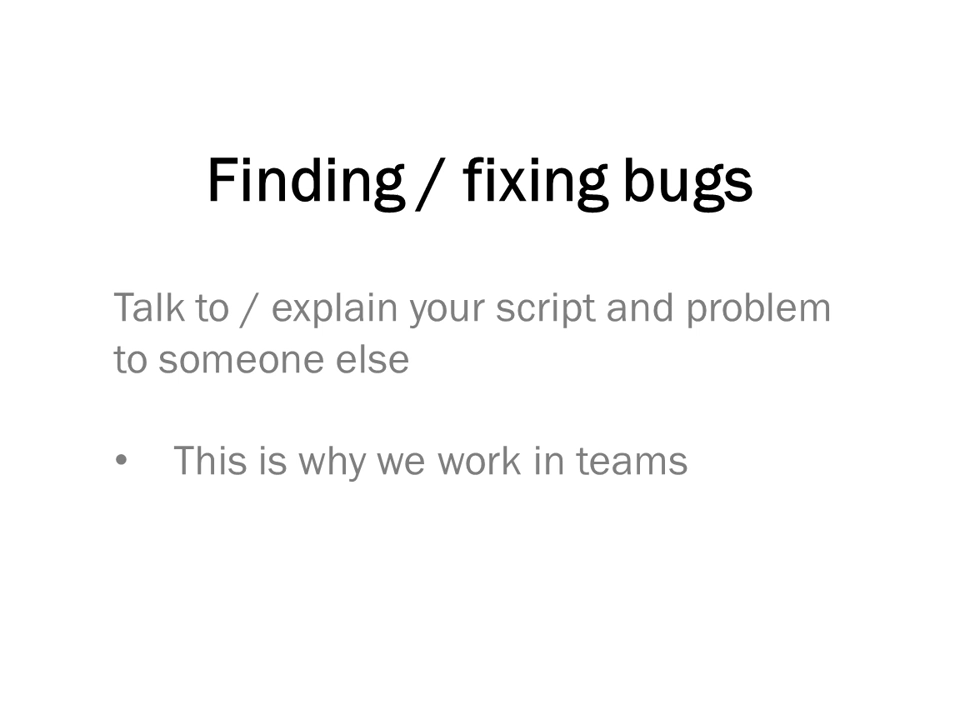 Finding / fixing bugs
Talk to / explain your script and problem
to someone else
• This is why we work in teams